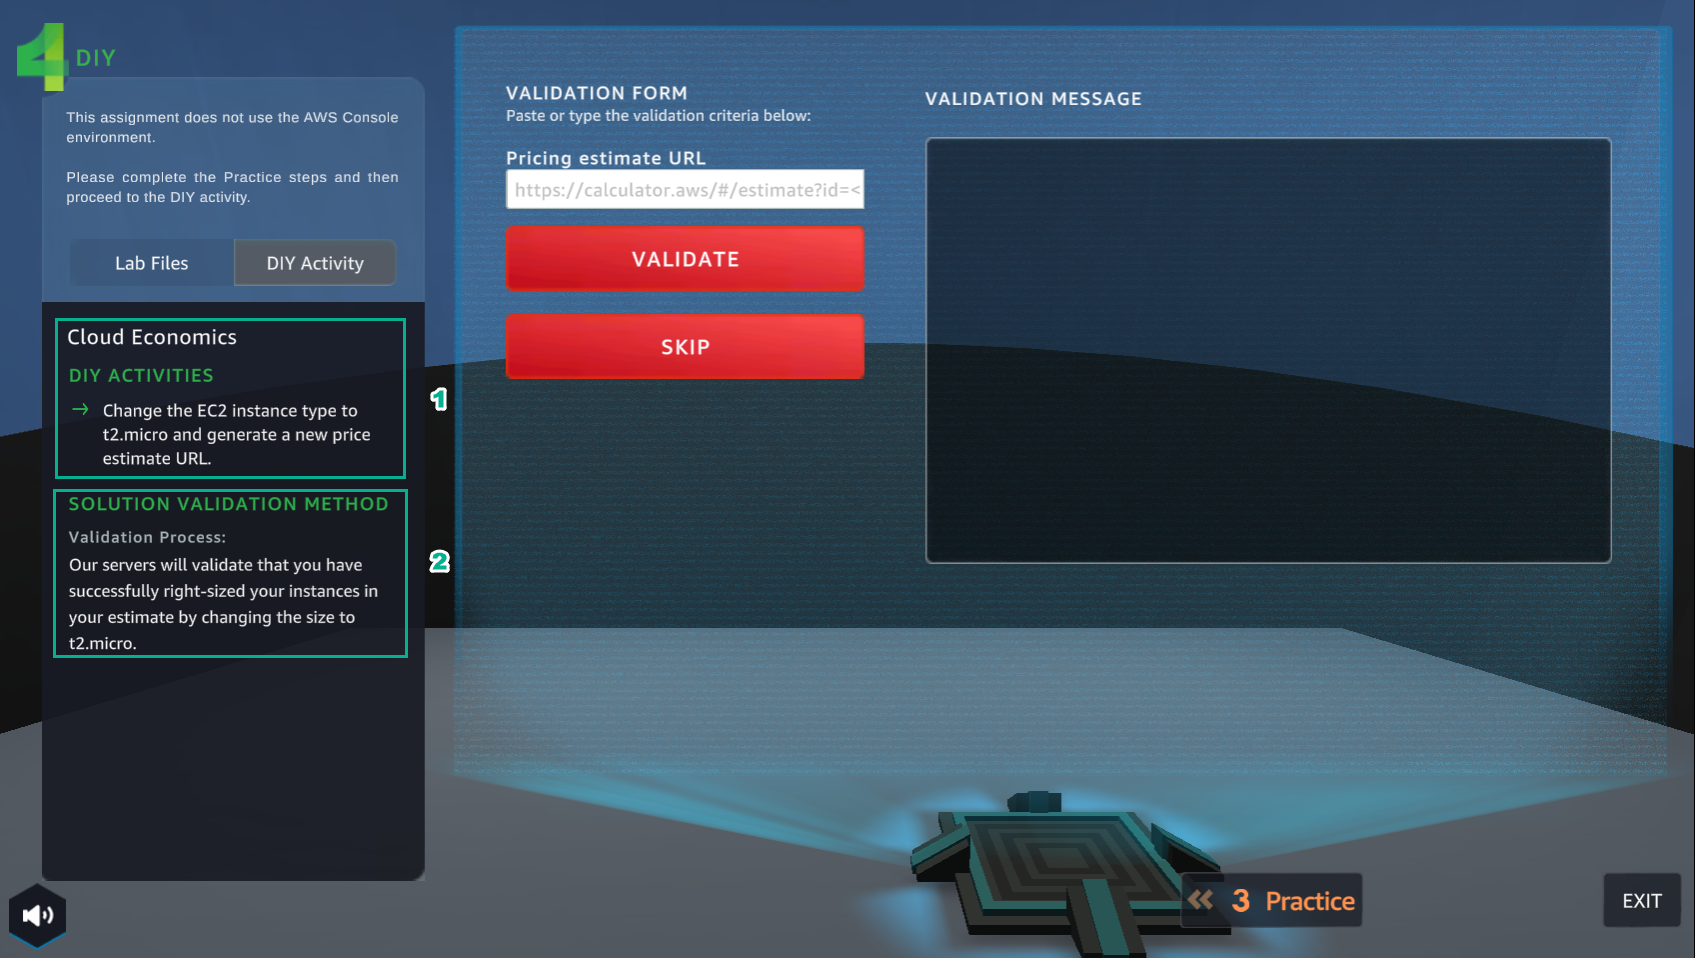 4 DIY
This assignment does not use the AWS Console
environment.
Please complete the Practice steps and then
proceed to the DIY activity.
Lab Files
DIY Activity
Cloud Economics
DIY ACTIVITIES
→ Change the EC2 instance type to
t2.micro and generate a new price
estimate URL.
1
SOLUTION VALIDATION METHOD
Validation Process:
Our servers will validate that you have
successfully right-sized your instances in
your estimate by changing the size to
t2.micro.
2
VALIDATION FORM
Paste or type the validation criteria below:
Pricing estimate URL
https://calculator.aws/#/estimate?id=<
VALIDATE
SKIP
VALIDATION MESSAGE
3 Practice
EXIT